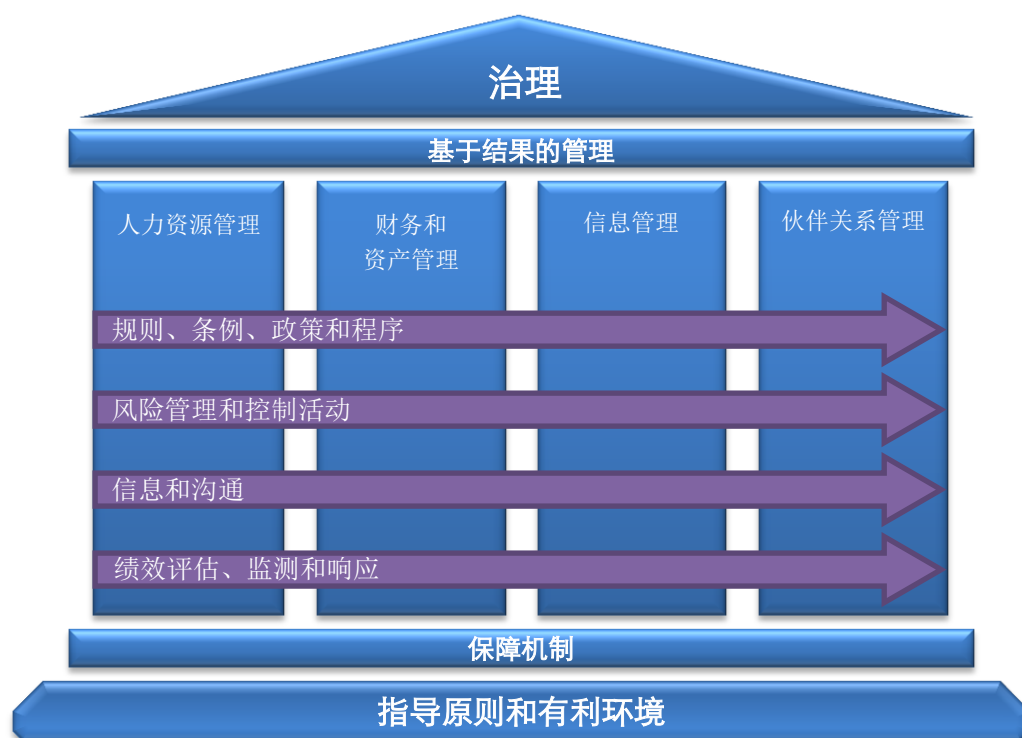 治理
基于结果的管理
人力资源管理
财务和
资产管理
信息管理
伙伴关系管理
规则、条例、政策和程序
风险管理和控制活动
信息和沟通
绩效评估、监测和响应
保障机制
指导原则和有利环境